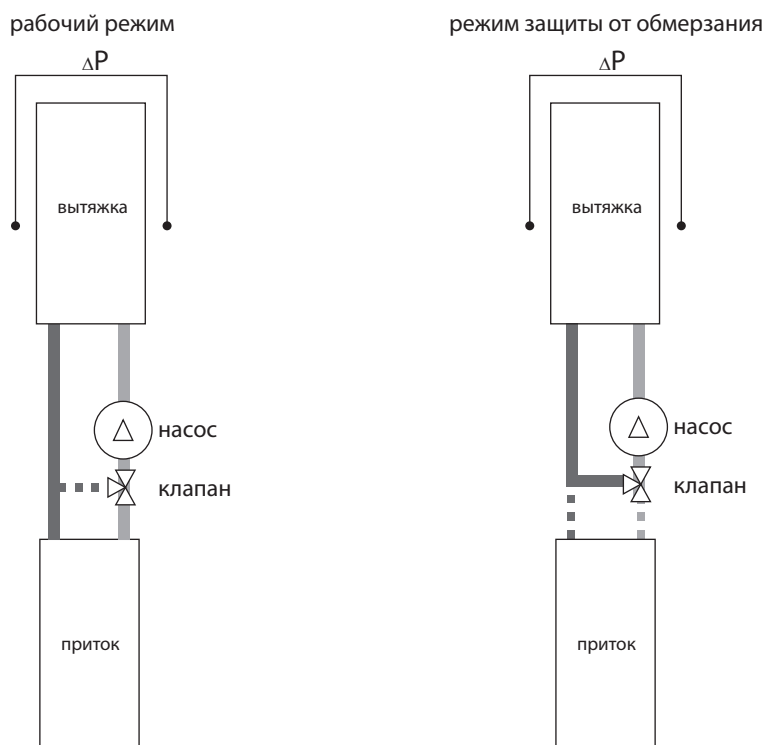 рабочий режим
ΔP
вытяжка
насос
клапан
приток
режим защиты от обмерзания
ΔP
вытяжка
насос
клапан
приток